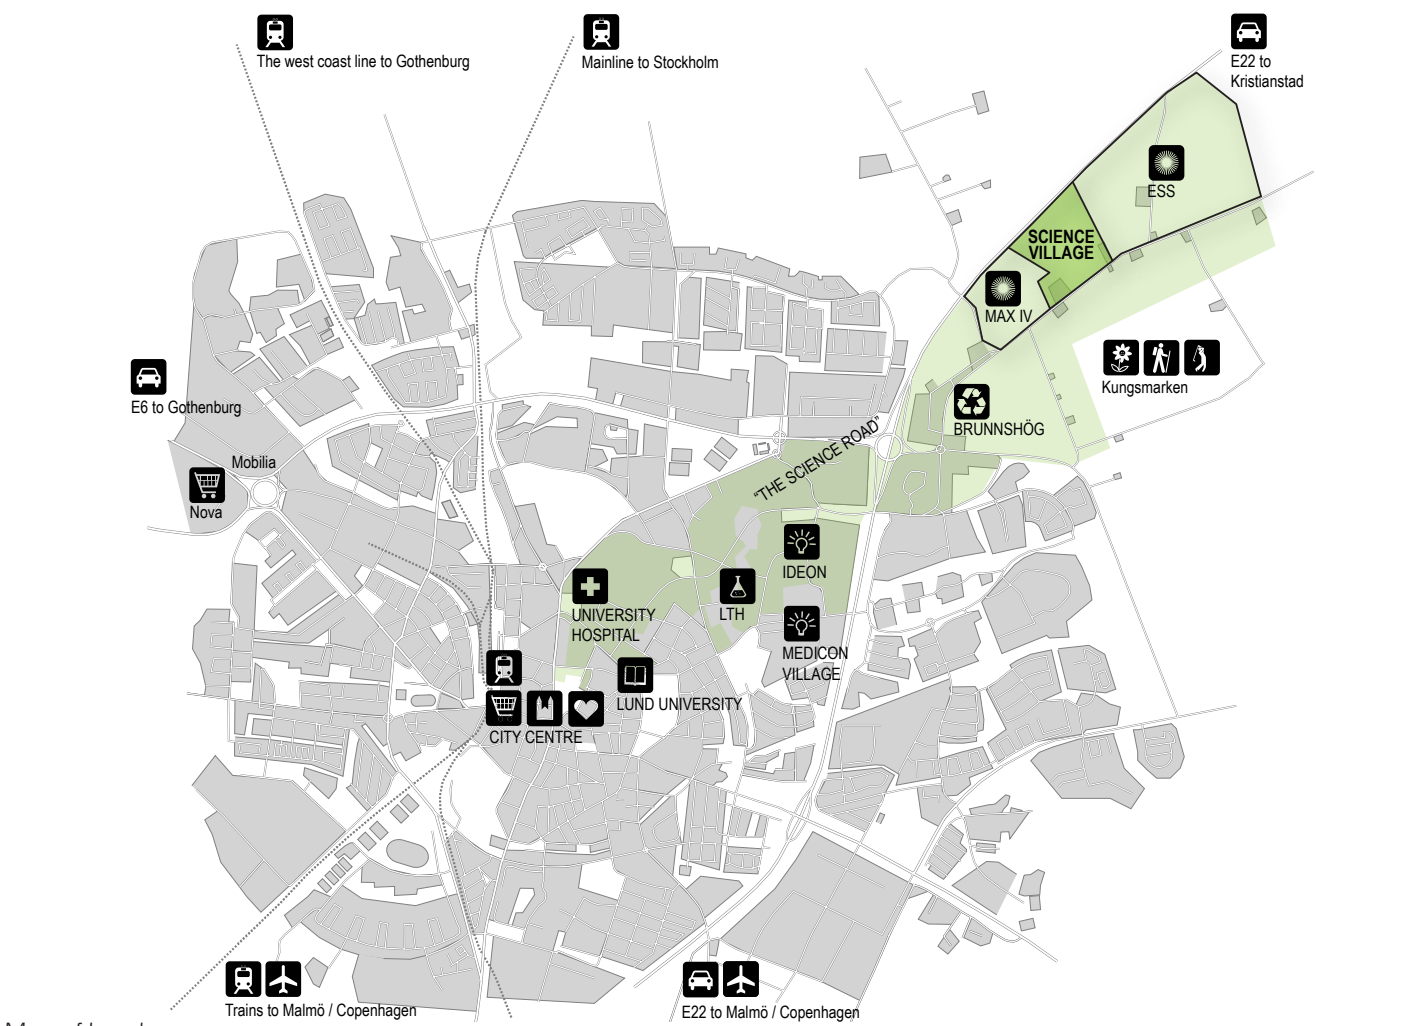 The west coast line to Gothenburg
Mainline to Stockholm
E22 to
Kristianstad
ESS
SCIENCE
VILLAGE
MAX IV
Kungsmarken
E6 to Gothenburg
BRUNNSHÖG
"THE SCIENCE ROAD"
Mobilia
Nova
IDEON
UNIVERSITY
HOSPITAL
LTH
MEDICON
VILLAGE
LUND UNIVERSITY
CITY CENTRE
Trains to Malmö / Copenhagen
E22 to Malmö / Copenhagen